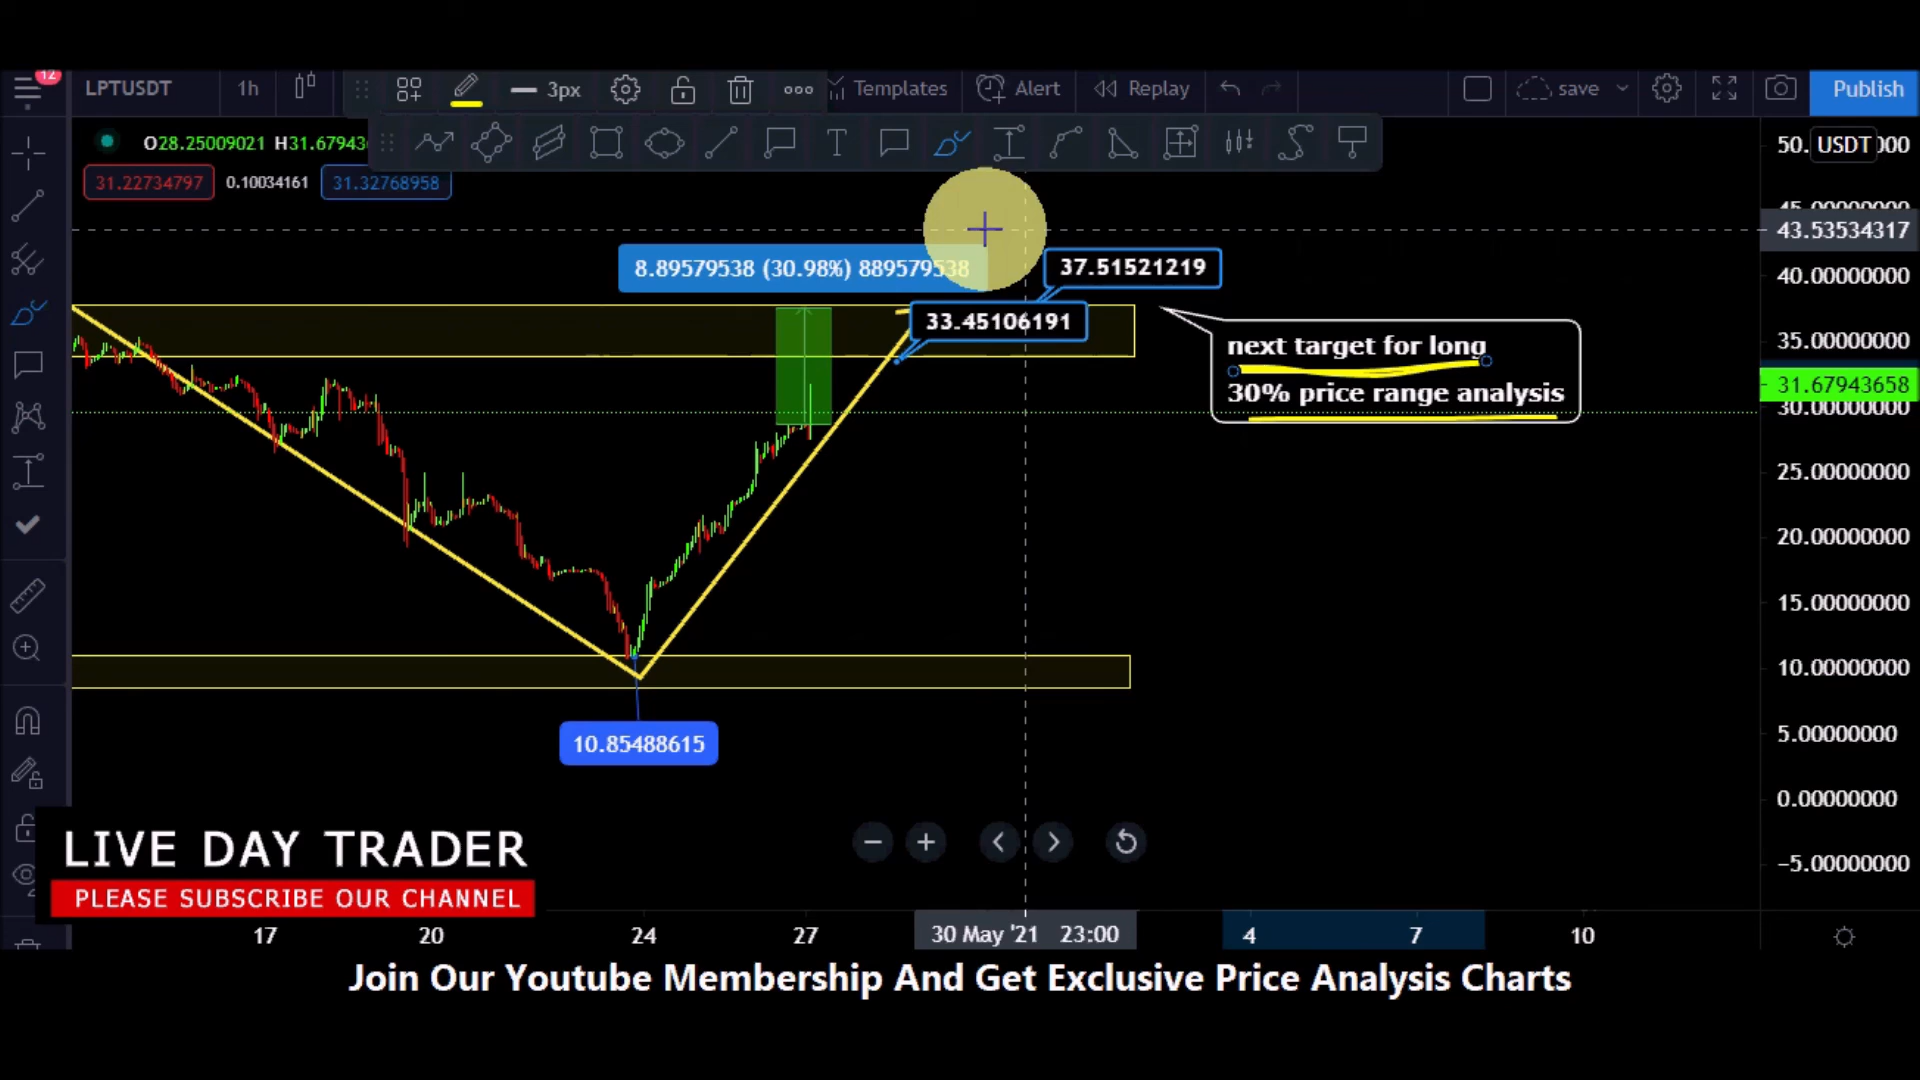 12
LPTUSDT 1h 3px Templates Alert Replay save Publish
O28.25009021 H31.67943
31.22734797 0.10034161 31.32768958
USDT
43.53534317
40.00000000
35.00000000
31.67943658
30.00000000
25.00000000
20.00000000
15.00000000
10.00000000
5.00000000
0.00000000
−5.00000000
8.89579538 (30.98%) 889579538
37.51521219
33.45106191
next target for long
30% price range analysis
10.85488615
LIVE DAY TRADER
PLEASE SUBSCRIBE OUR CHANNEL
17 20 24 27 30 May '21 23:00 4 7 10
Join Our Youtube Membership And Get Exclusive Price Analysis Charts